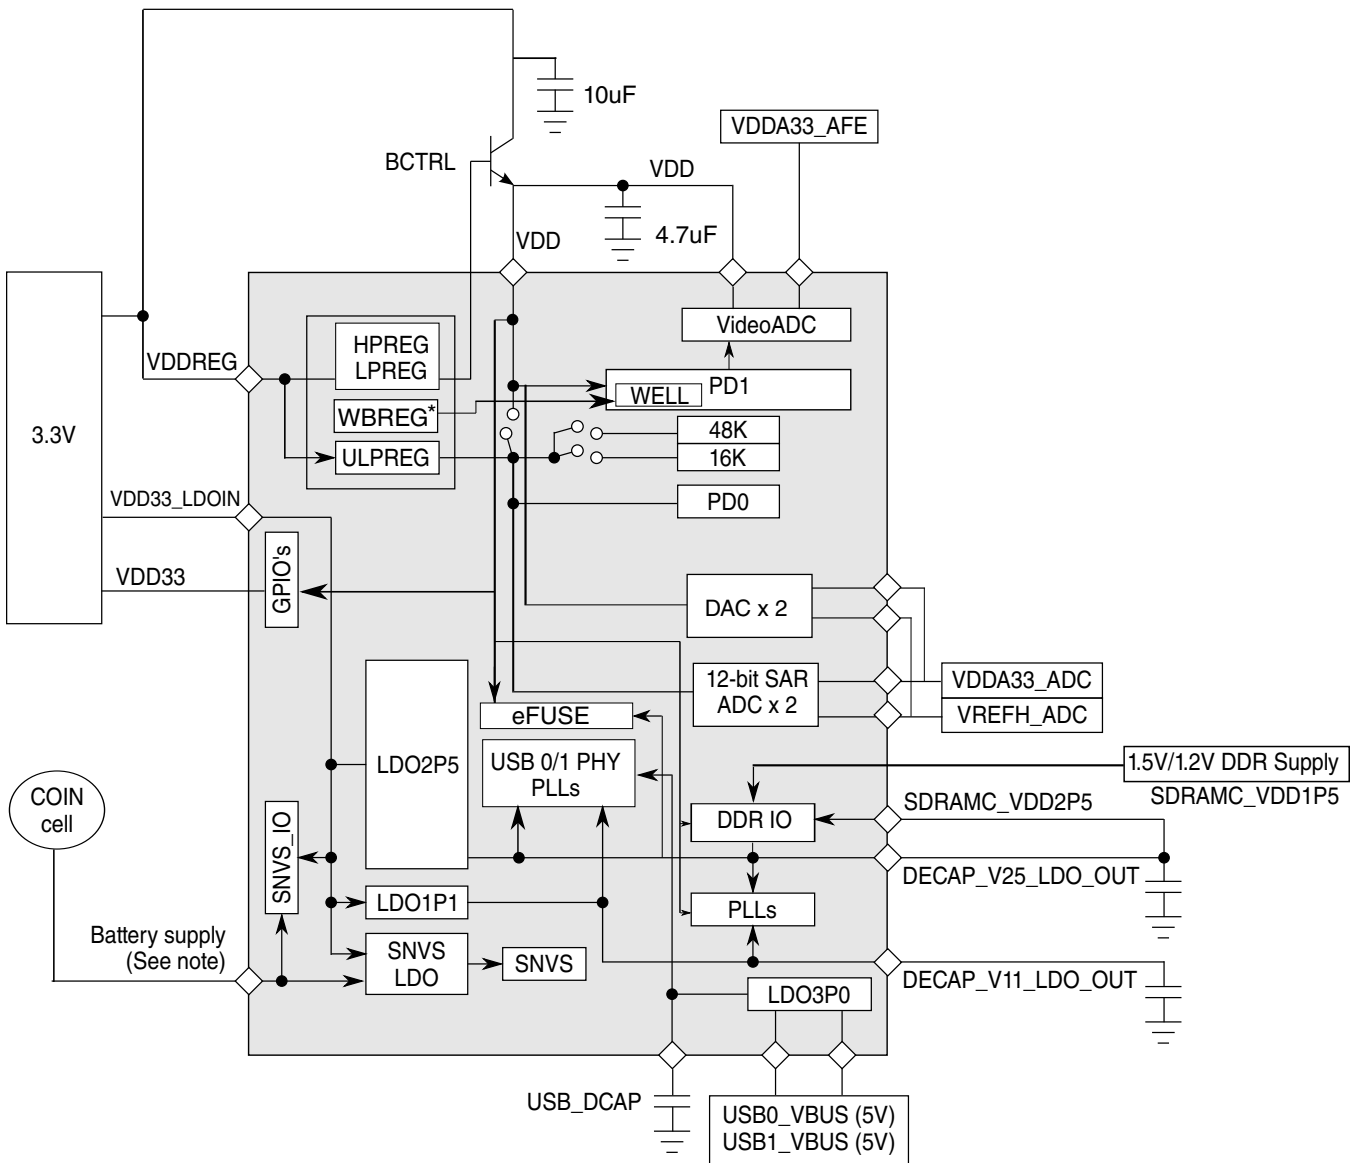 10uF
VDDA33_AFE
BCTRL
VDD
4.7uF
VDD
VideoADC
HPREG
LPREG
VDDREG
PD1
WELL
WBREG*
3.3V
48K
ULPREG
16K
VDD33_LDOIN
PD0
VDD33
GPIO's
DAC x 2
12-bit SAR
ADC x 2
VDDA33_ADC
VREFH_ADC
eFUSE
LDO2P5
USB 0/1 PHY
PLLs
1.5V/1.2V DDR Supply
SDRAMC_VDD1P5
COIN
cell
SDRAMC_VDD2P5
DDR IO
SNVS_IO
DECAP_V25_LDO_OUT
LDO1P1
PLLs
Battery supply
(See note)
SNVS
LDO
SNVS
DECAP_V11_LDO_OUT
LDO3P0
USB_DCAP
USB0_VBUS (5V)
USB1_VBUS (5V)